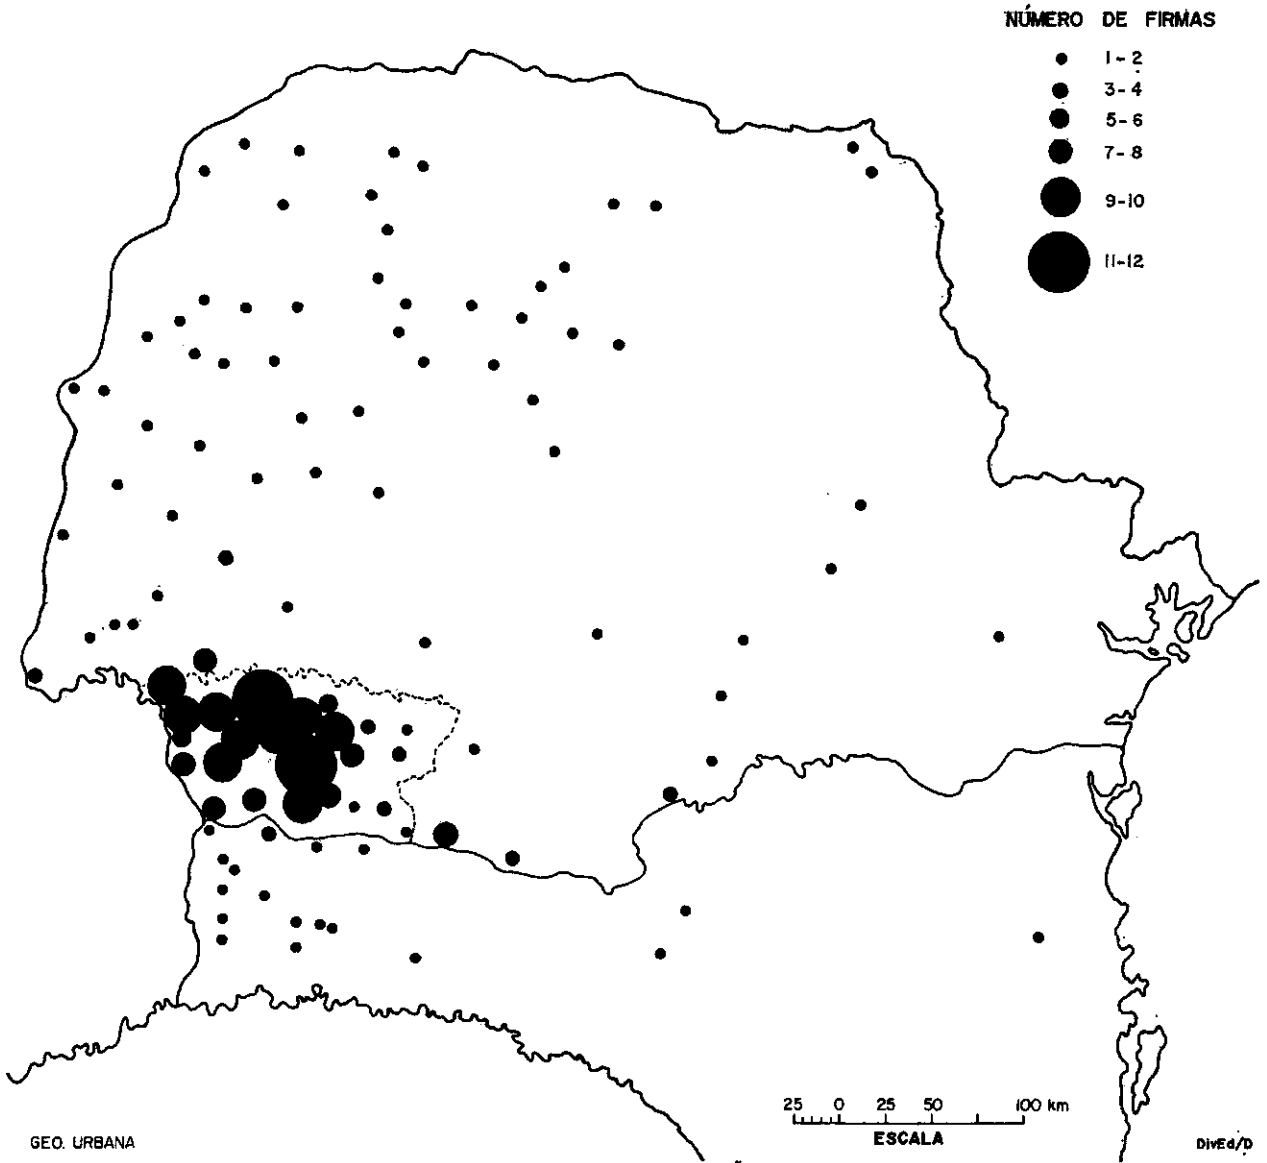 NÚMERO DE FIRMAS
1-2
3-4
5-6
7-8
9-10
11-12
25 0 25 50 100 km
ESCALA
GEO. URBANA
DivEd/D